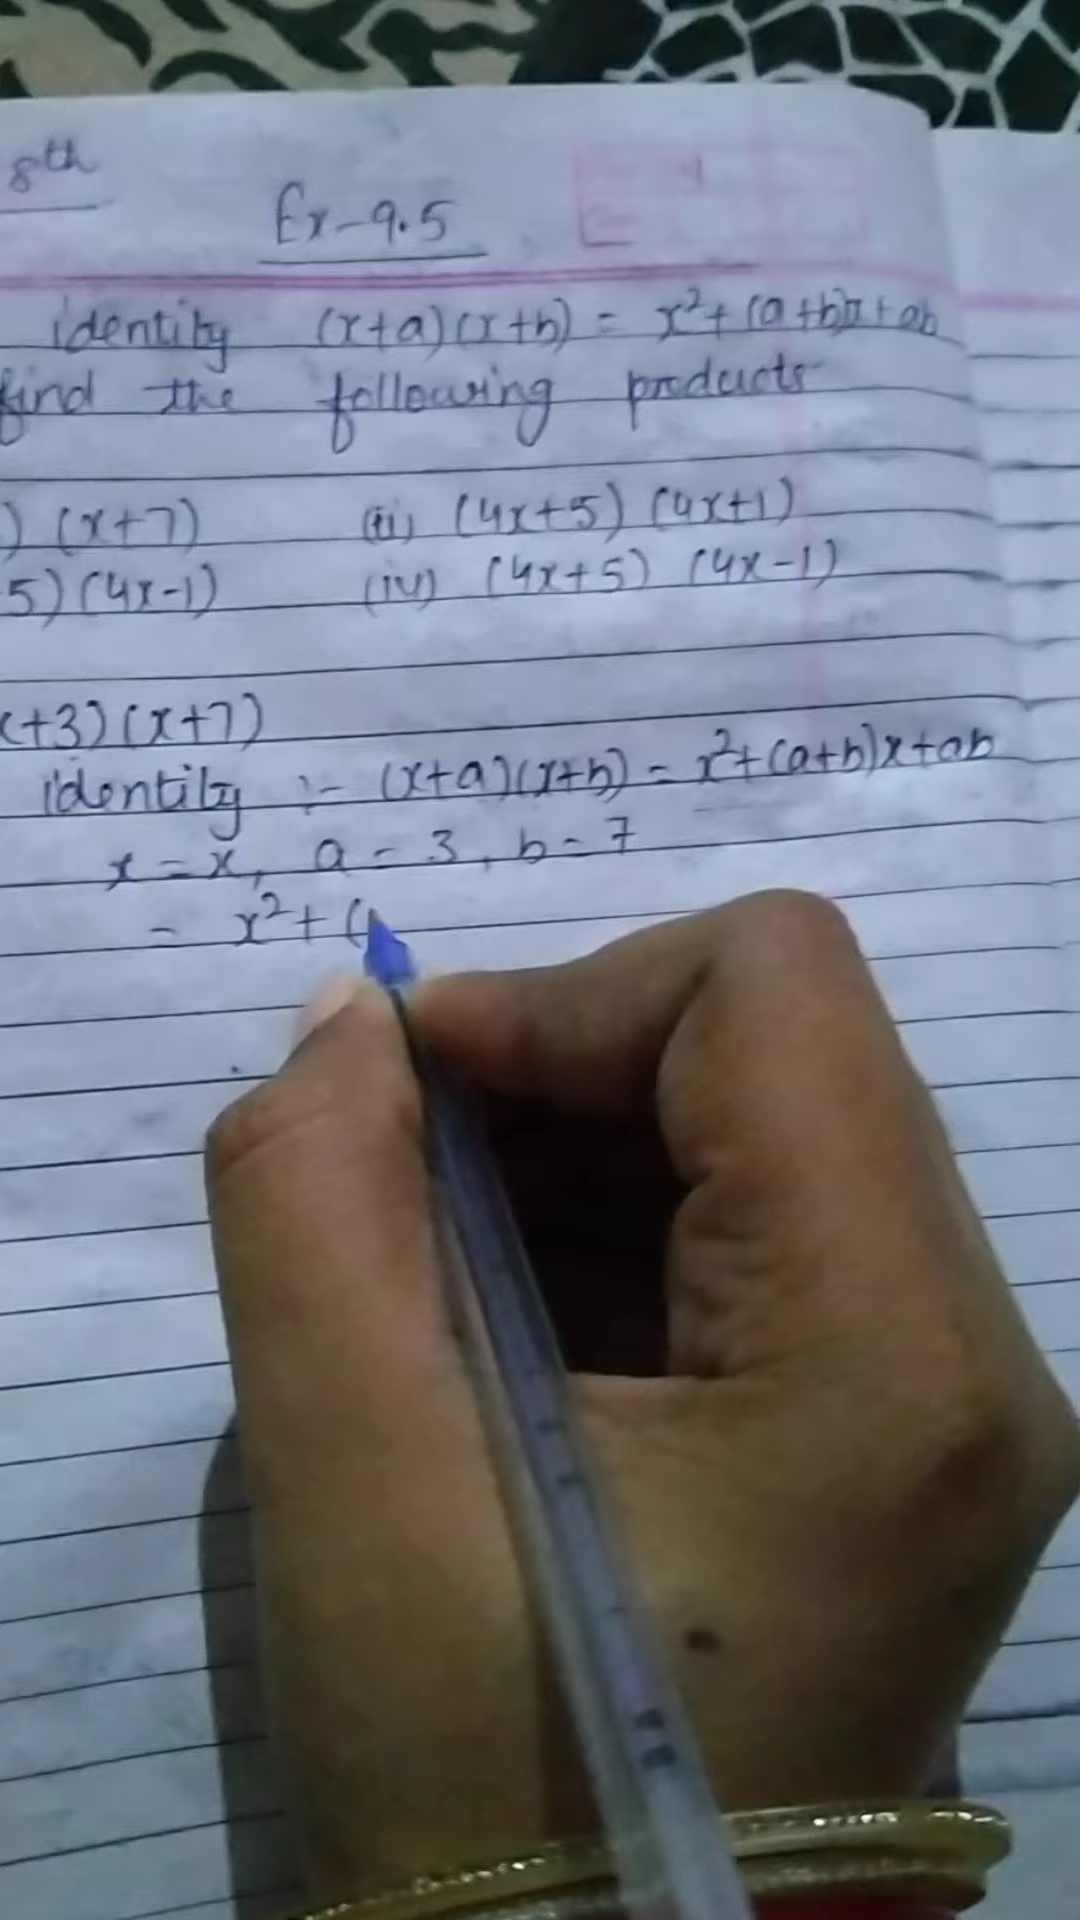 8th
Ex-9.5
identity (x+a)(x+b) = x²+(a+b)x+ab
find the following products
) (x+7) (ii) (4x+5) (4x+1)
5)(4x-1) (iv) (4x+5) (4x-1)
x+3)(x+7)
identity :- (x+a)(x+b) = x²+(a+b)x+ab
x = x, a = 3, b = 7
= x²+(